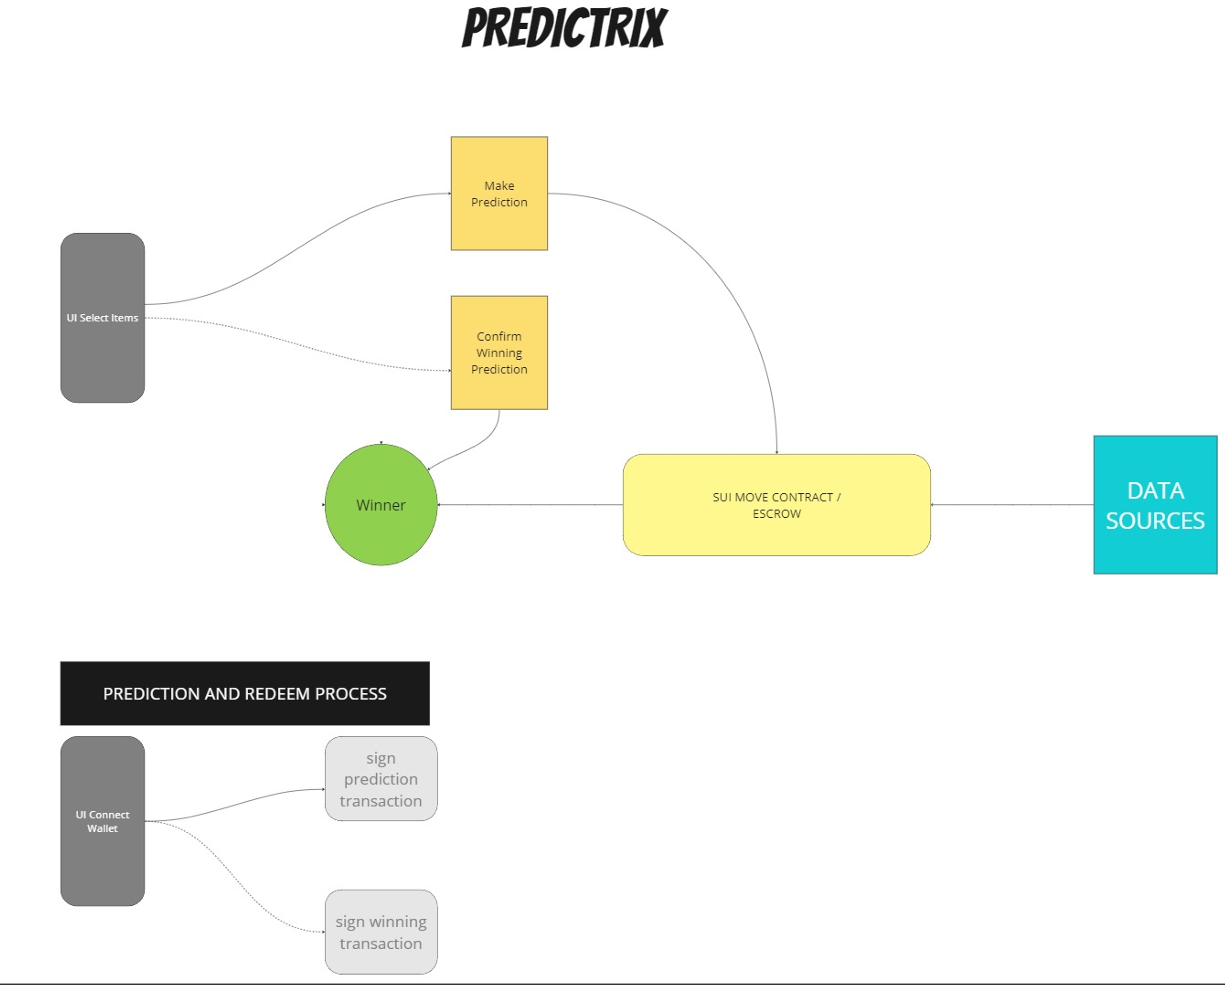 PREDICTRIX
Make
Prediction
UI Select Items
Confirm
Winning
Prediction
Winner
SUI MOVE CONTRACT /
ESCROW
DATA
SOURCES
PREDICTION AND REDEEM PROCESS
UI Connect
Wallet
sign
prediction
transaction
sign winning
transaction